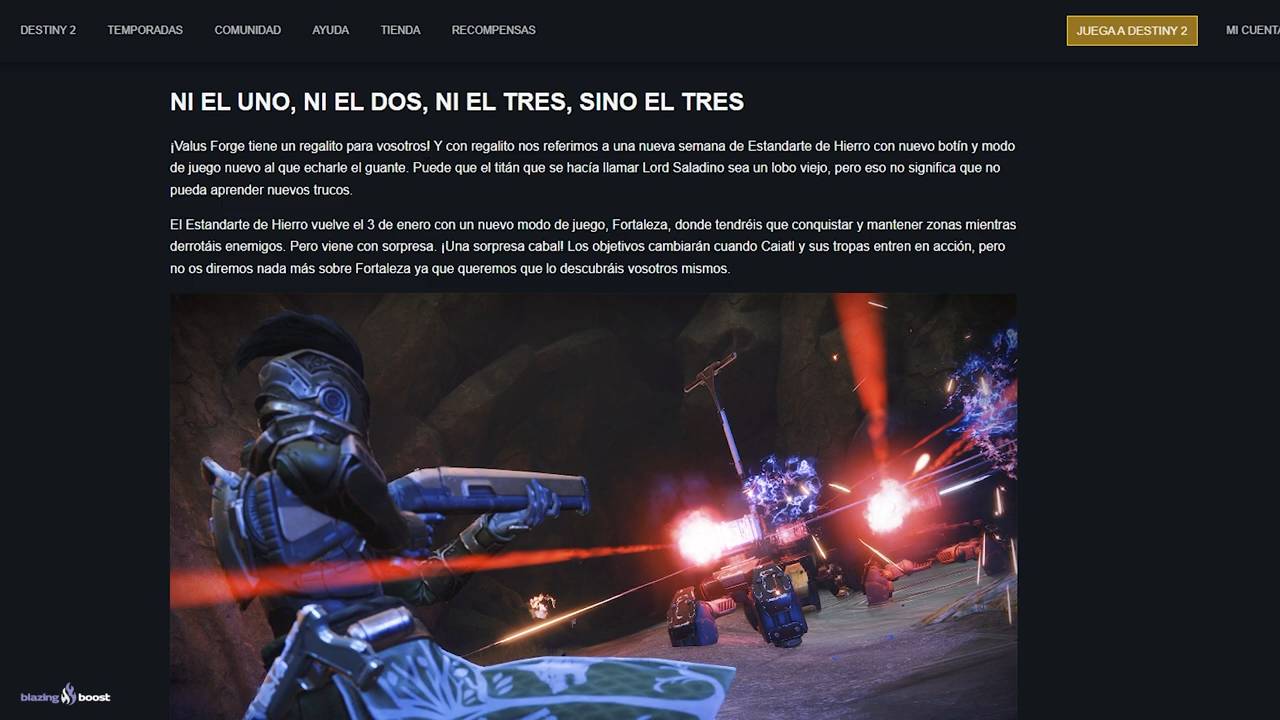 DESTINY 2 TEMPORADAS COMUNIDAD AYUDA TIENDA RECOMPENSAS JUEGA A DESTINY 2 MI CUENTA
NI EL UNO, NI EL DOS, NI EL TRES, SINO EL TRES
¡Valus Forge tiene un regalito para vosotros! Y con regalito nos referimos a una nueva semana de Estandarte de Hierro con nuevo botín y modo
de juego nuevo al que echarle el guante. Puede que el titán que se hacía llamar Lord Saladino sea un lobo viejo, pero eso no significa que no
pueda aprender nuevos trucos.
El Estandarte de Hierro vuelve el 3 de enero con un nuevo modo de juego, Fortaleza, donde tendréis que conquistar y mantener zonas mientras
derrotáis enemigos. Pero viene con sorpresa. ¡Una sorpresa cabal! Los objetivos cambiarán cuando Caiatl y sus tropas entren en acción, pero
no os diremos nada más sobre Fortaleza ya que queremos que lo descubráis vosotros mismos.
blazing boost